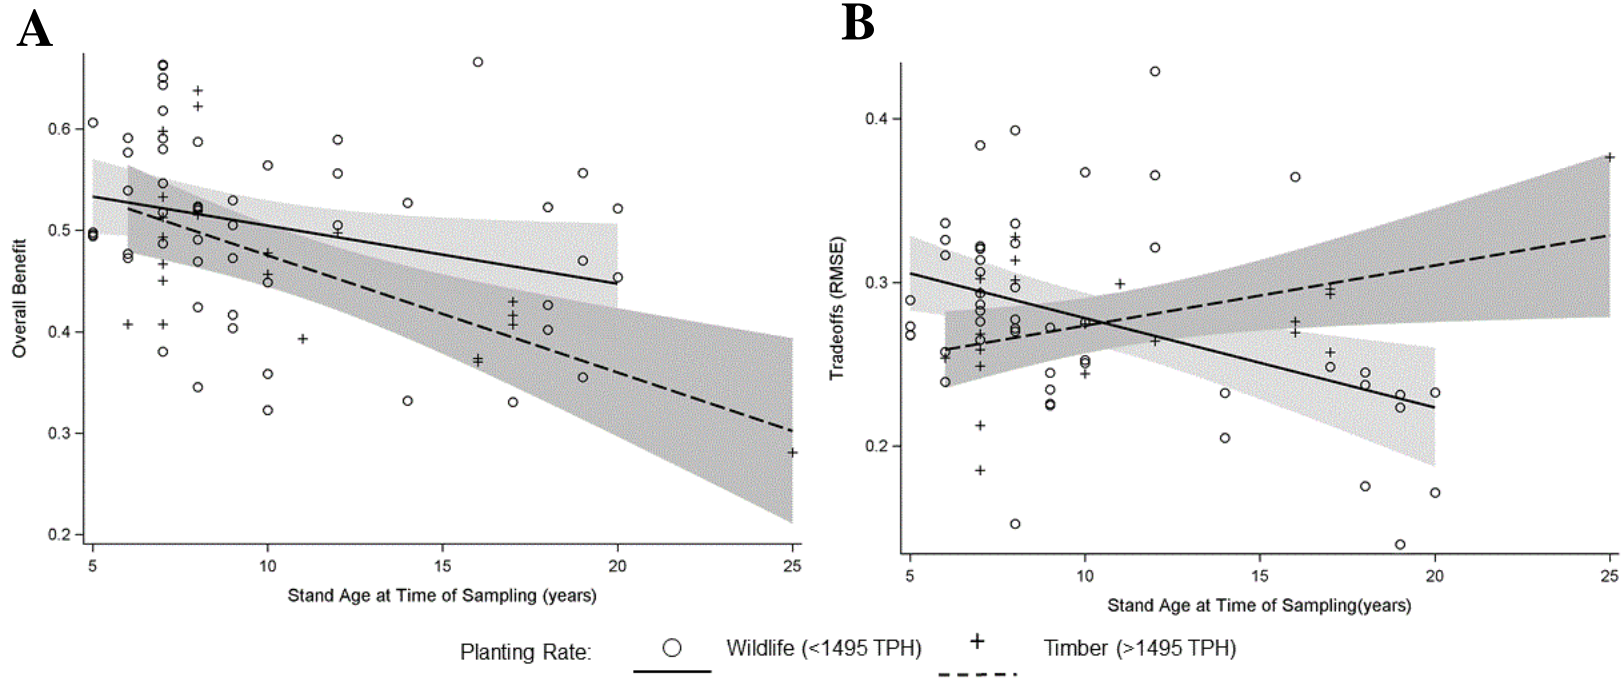 A
B
0.6
0.5
0.4
0.3
0.2
Overall Benefit
5 10 15 20 25
Stand Age at Time of Sampling (years)
0.4
0.3
0.2
Tradeoffs (RMSE)
5 10 15 20 25
Stand Age at Time of Sampling(years)
Planting Rate: Wildlife (<1495 TPH) Timber (>1495 TPH)